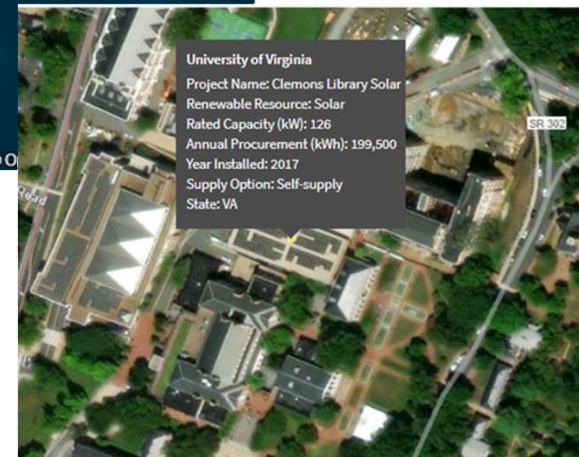 University of Virginia
Project Name: Clemons Library Solar
Renewable Resource: Solar
Rated Capacity (kW): 126
Annual Procurement (kWh): 199,500
Year Installed: 2017
Supply Option: Self-supply
State: VA
SR 302